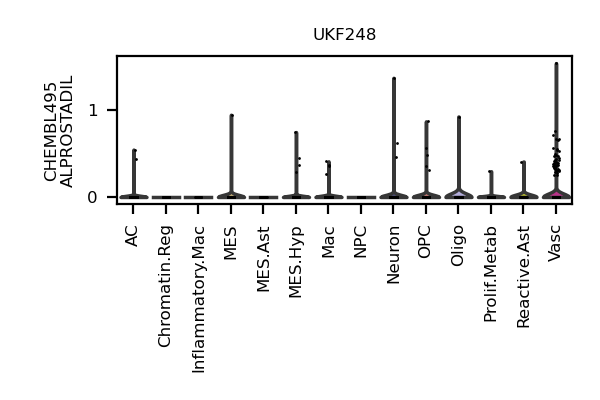 UKF248
CHEMBL495
ALPROSTADIL
1
0
AC
Chromatin.Reg
Inflammatory.Mac
MES
MES.Ast
MES.Hyp
Mac
NPC
Neuron
OPC
Oligo
Prolif.Metab
Reactive.Ast
Vasc